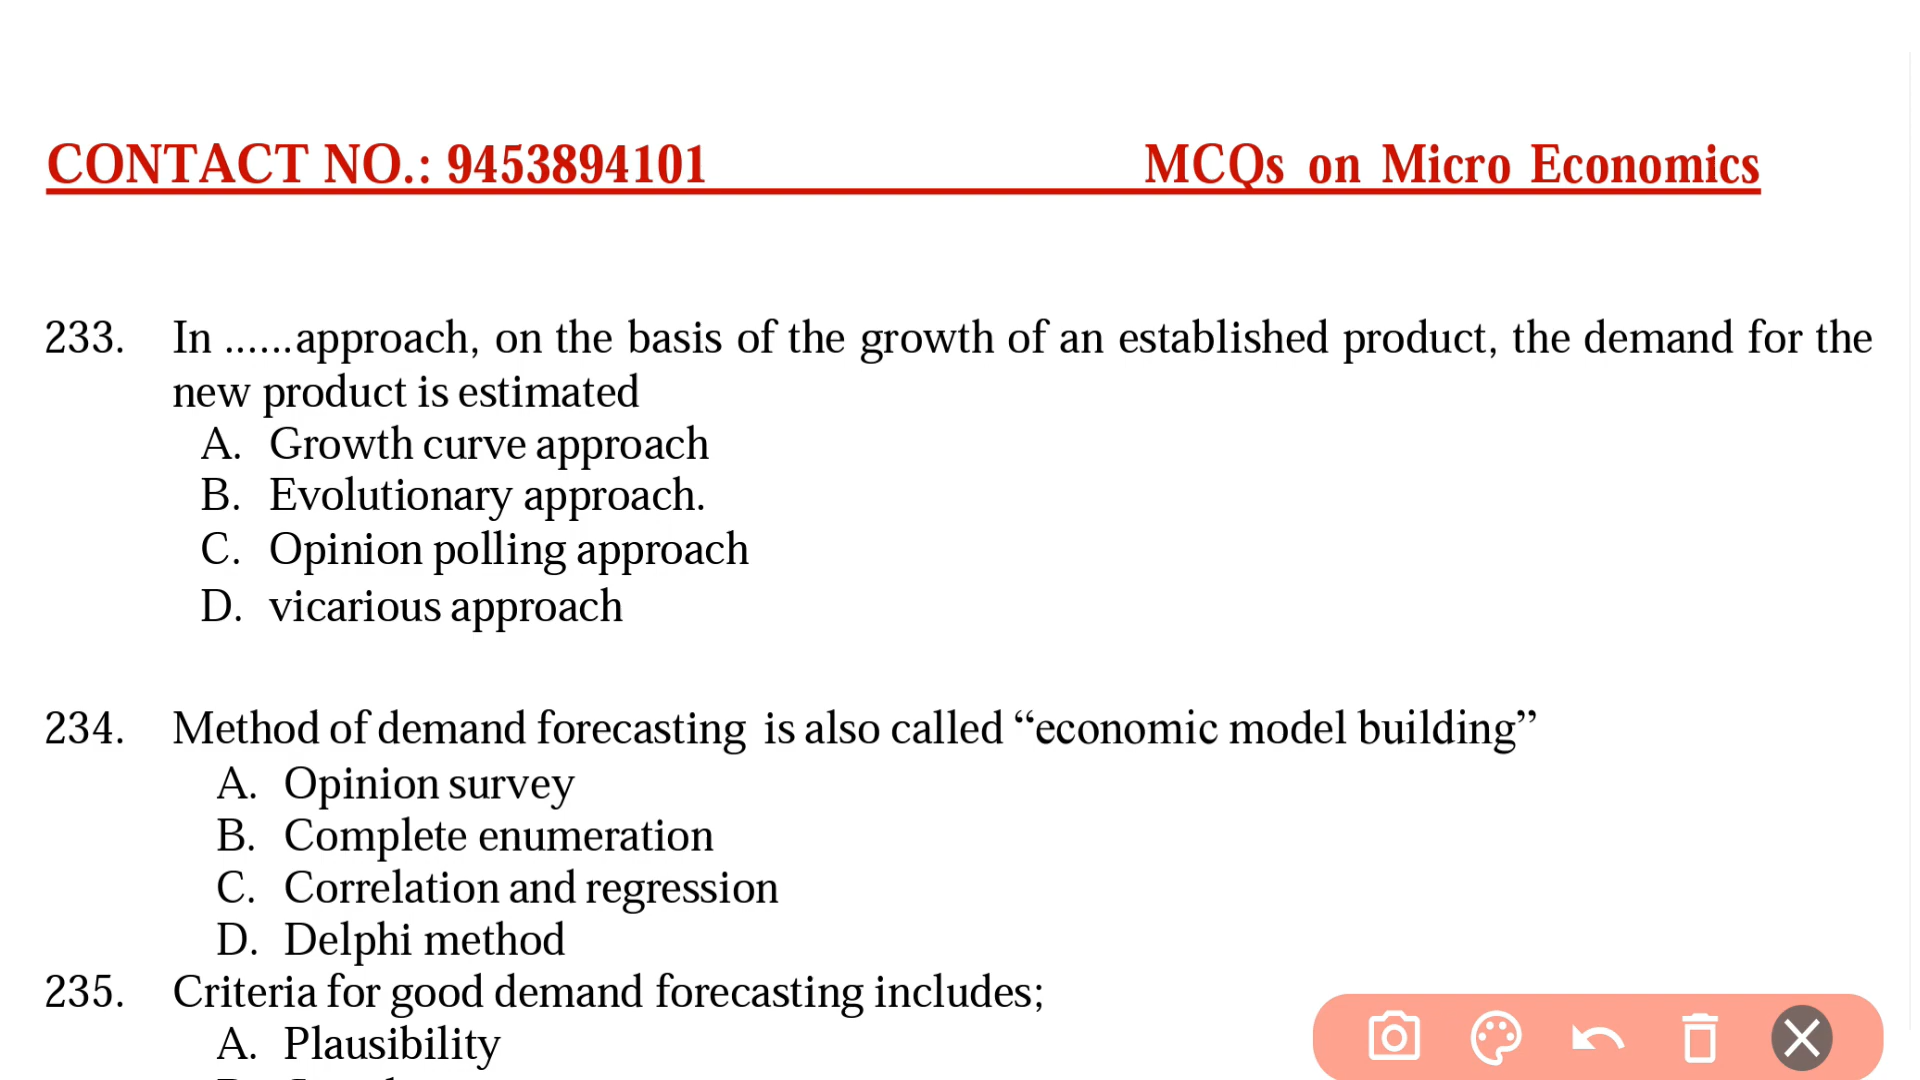 CONTACT NO.: 9453894101 MCQs on Micro Economics
233. In ......approach, on the basis of the growth of an established product, the demand for the
new product is estimated
A. Growth curve approach
B. Evolutionary approach.
C. Opinion polling approach
D. vicarious approach
234. Method of demand forecasting is also called “economic model building”
A. Opinion survey
B. Complete enumeration
C. Correlation and regression
D. Delphi method
235. Criteria for good demand forecasting includes;
A. Plausibility